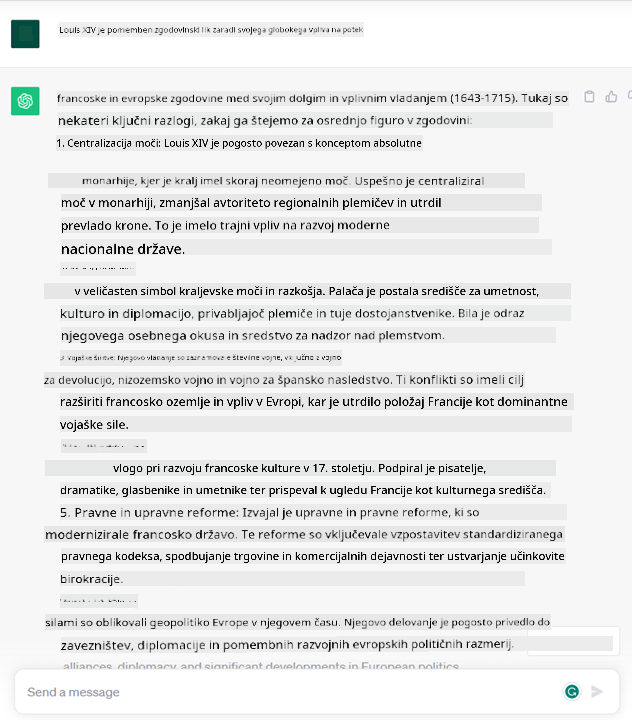 Louis XIV je pomemben zgodovinski lik zaradi svojega globokega vpliva na potek
francoske in evropske zgodovine med svojim dolgim in vplivnim vladanjem (1643-1715). Tukaj so
nekateri ključni razlogi, zakaj ga štejemo za osrednjo figuro v zgodovini:
1. Centralizacija moči: Louis XIV je pogosto povezan s konceptom absolutne
monarhije, kjer je kralj imel skoraj neomejeno moč. Uspešno je centraliziral
moč v monarhiji, zmanjšal avtoriteto regionalnih plemičev in utrdil
prevlado krone. To je imelo trajni vpliv na razvoj moderne
nacionalne države.
v veličasten simbol kraljevske moči in razkošja. Palača je postala središče za umetnost,
kulturo in diplomacijo, privabljajoč plemiče in tuje dostojanstvenike. Bila je odraz
njegovega osebnega okusa in sredstvo za nadzor nad plemstvom.
3. Vojaške širitve: Njegovo vladanje so zaznamovale številne vojne, vključno z vojno
za devolucijo, nizozemsko vojno in vojno za špansko nasledstvo. Ti konflikti so imeli cilj
razširiti francosko ozemlje in vpliv v Evropi, kar je utrdilo položaj Francije kot dominantne
vojaške sile.
vlogo pri razvoju francoske kulture v 17. stoletju. Podpiral je pisatelje,
dramatike, glasbenike in umetnike ter prispeval k ugledu Francije kot kulturnega središča.
5. Pravne in upravne reforme: Izvajal je upravne in pravne reforme, ki so
modernizirale francosko državo. Te reforme so vključevale vzpostavitev standardiziranega
pravnega kodeksa, spodbujanje trgovine in komercijalnih dejavnosti ter ustvarjanje učinkovite
birokracije.
silami so oblikovali geopolitiko Evrope v njegovem času. Njegovo delovanje je pogosto privedlo do
zavezništev, diplomacije in pomembnih razvojnih evropskih političnih razmerij.
alliances, diplomacy, and significant developments in European politics.
Send a message